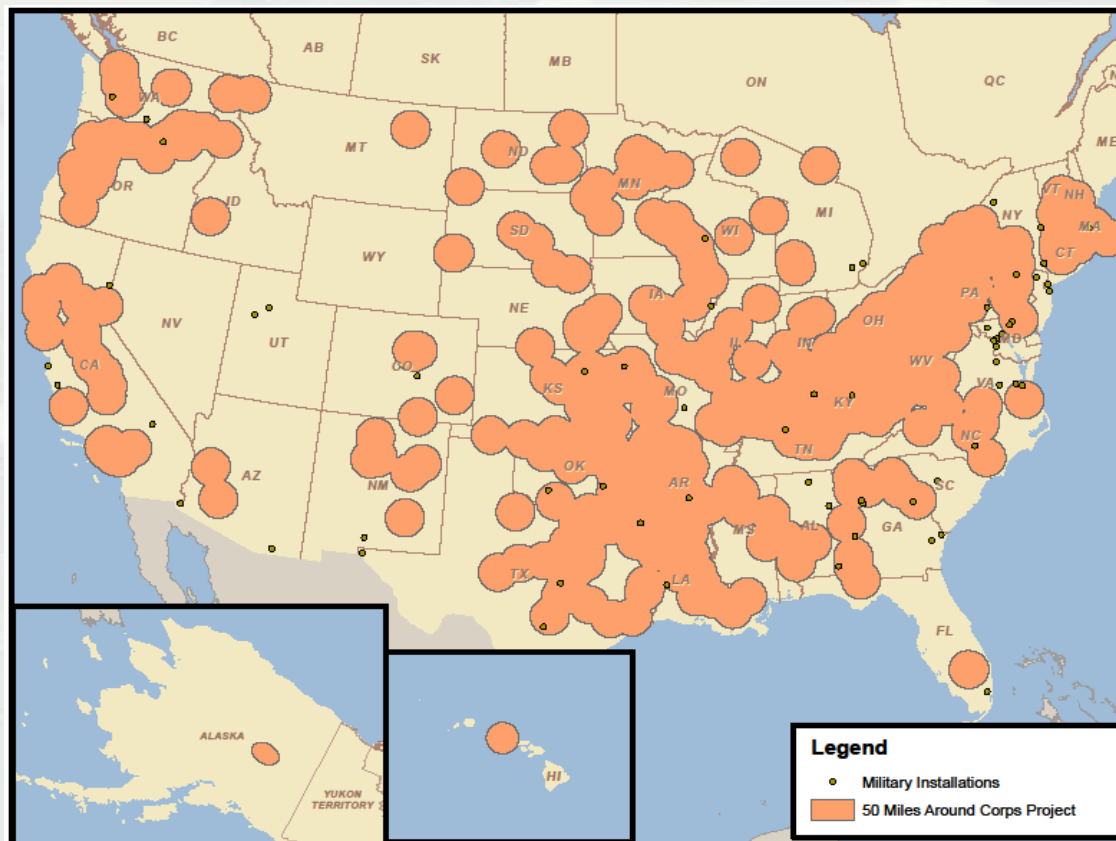 BC
AB
SK
MB
ON
QC
N
ME
WA
MT
ND
MN
VT
NH
OR
ID
SD
WI
MI
NY
MA
WY
CT
IA
NE
PA
NV
UT
IL
IN
OH
MD
CA
CO
KS
MO
WV
VA
KY
AZ
NM
OK
TN
NC
AR
SC
MS
AL
GA
TX
LA
FL
ALASKA
YUKON
TERRITORY
HI
Legend
Military Installations
50 Miles Around Corps Project